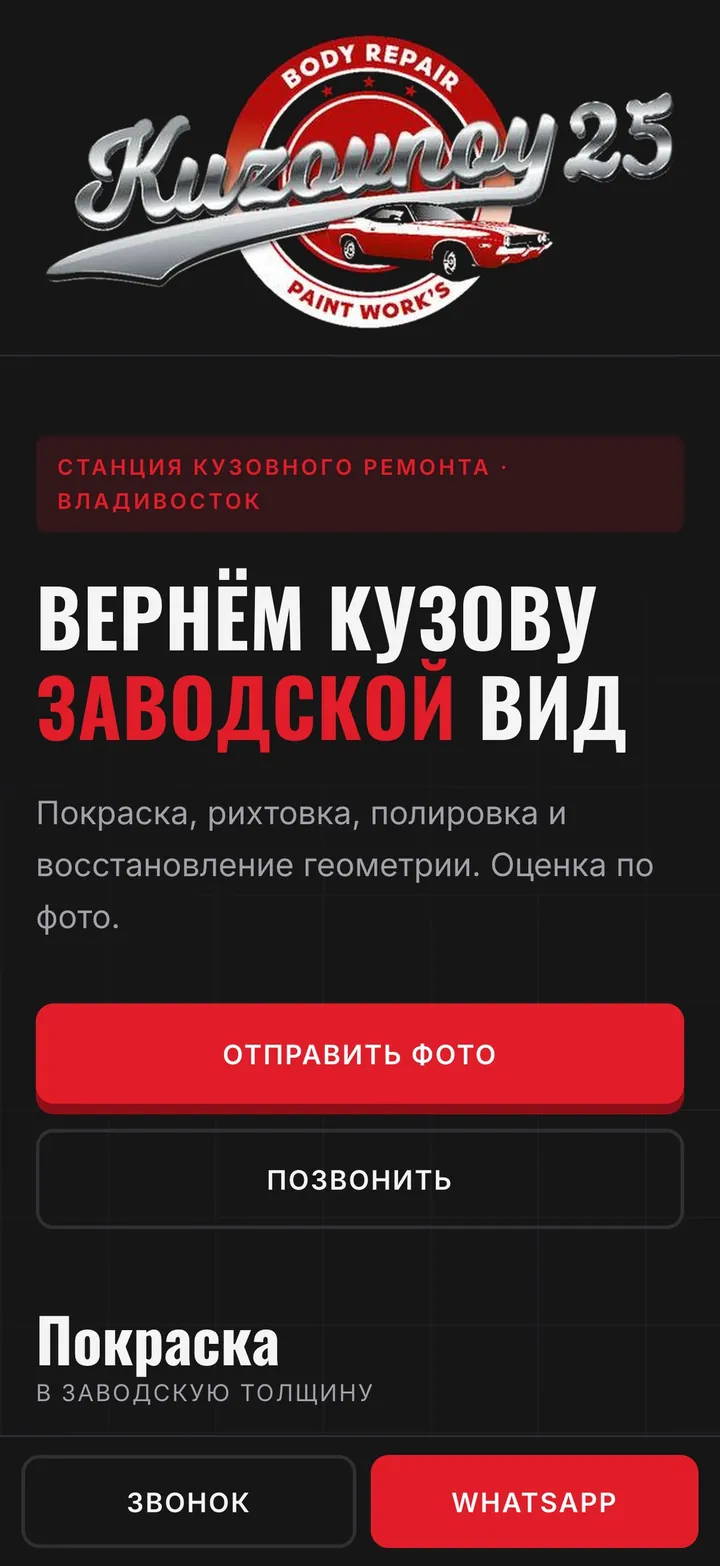 BODY REPAIR
Kuzovnoy 25
PAINT WORK'S
СТАНЦИЯ КУЗОВНОГО РЕМОНТА ·
ВЛАДИВОСТОК
ВЕРНЁМ КУЗОВУ
ЗАВОДСКОЙ ВИД
Покраска, рихтовка, полировка и
восстановление геометрии. Оценка по
фото.
ОТПРАВИТЬ ФОТО
ПОЗВОНИТЬ
Покраска
В ЗАВОДСКУЮ ТОЛЩИНУ
ЗВОНОК
WHATSAPP